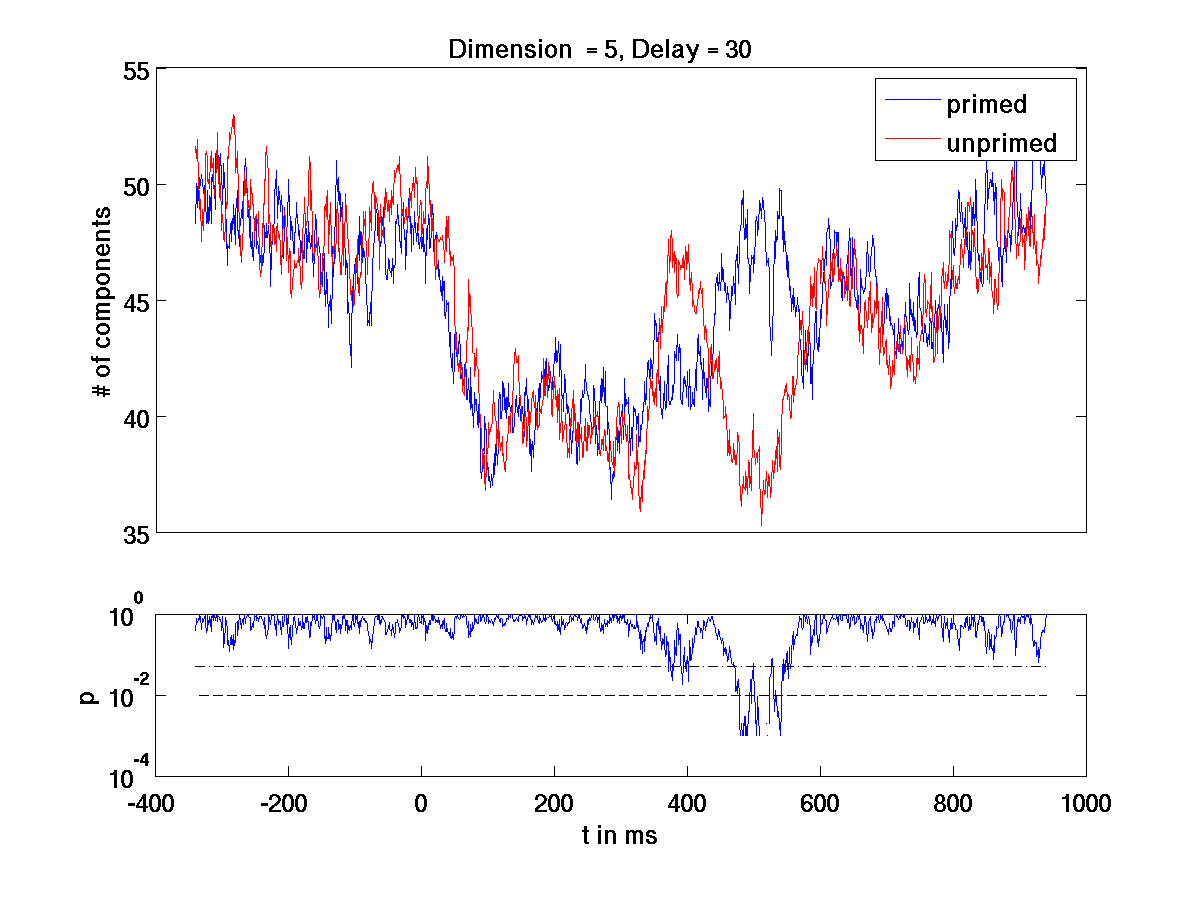 Dimension = 5, Delay = 30
55
primed
unprimed
50
45
40
35
# of components
10^0
10^-2
10^-4
p
-400 -200 0 200 400 600 800 1000
t in ms